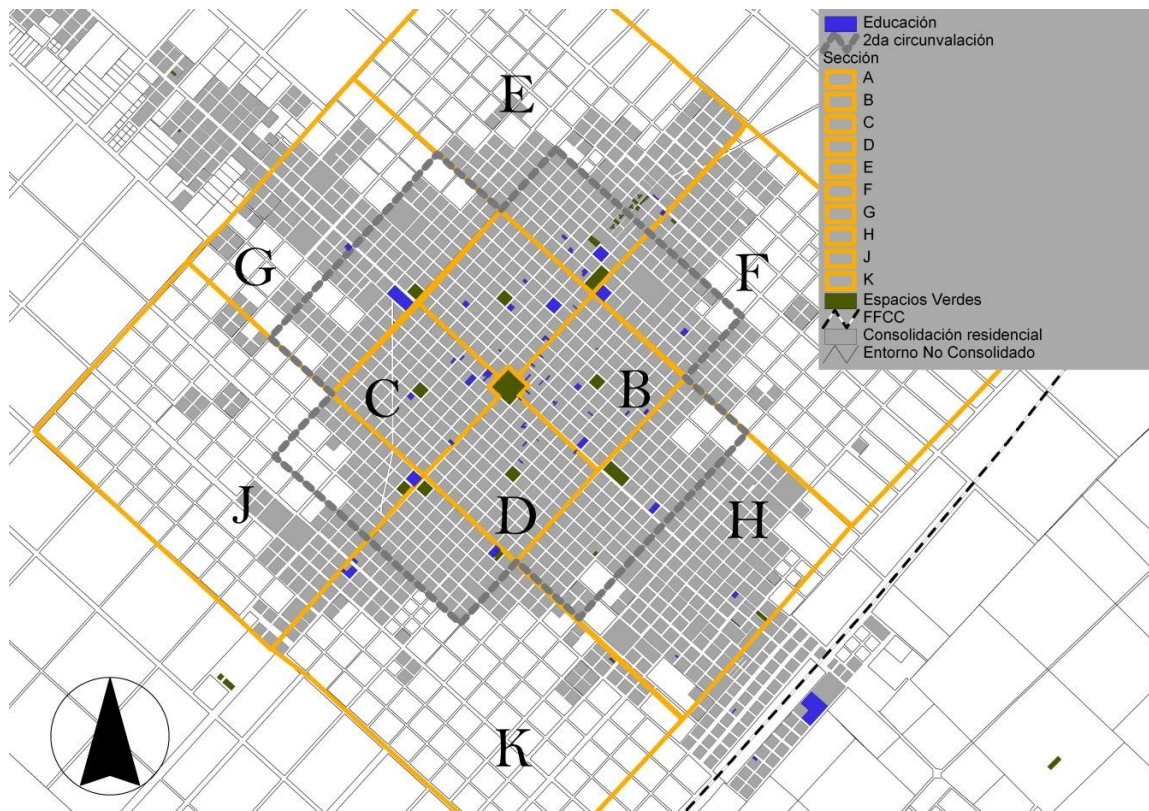 Educación
2da circunvalación
Sección
A
B
C
D
E
F
G
H
J
K
Espacios Verdes
FFCC
Consolidación residencial
Entorno No Consolidado
E
G
F
C
B
J
D
H
K